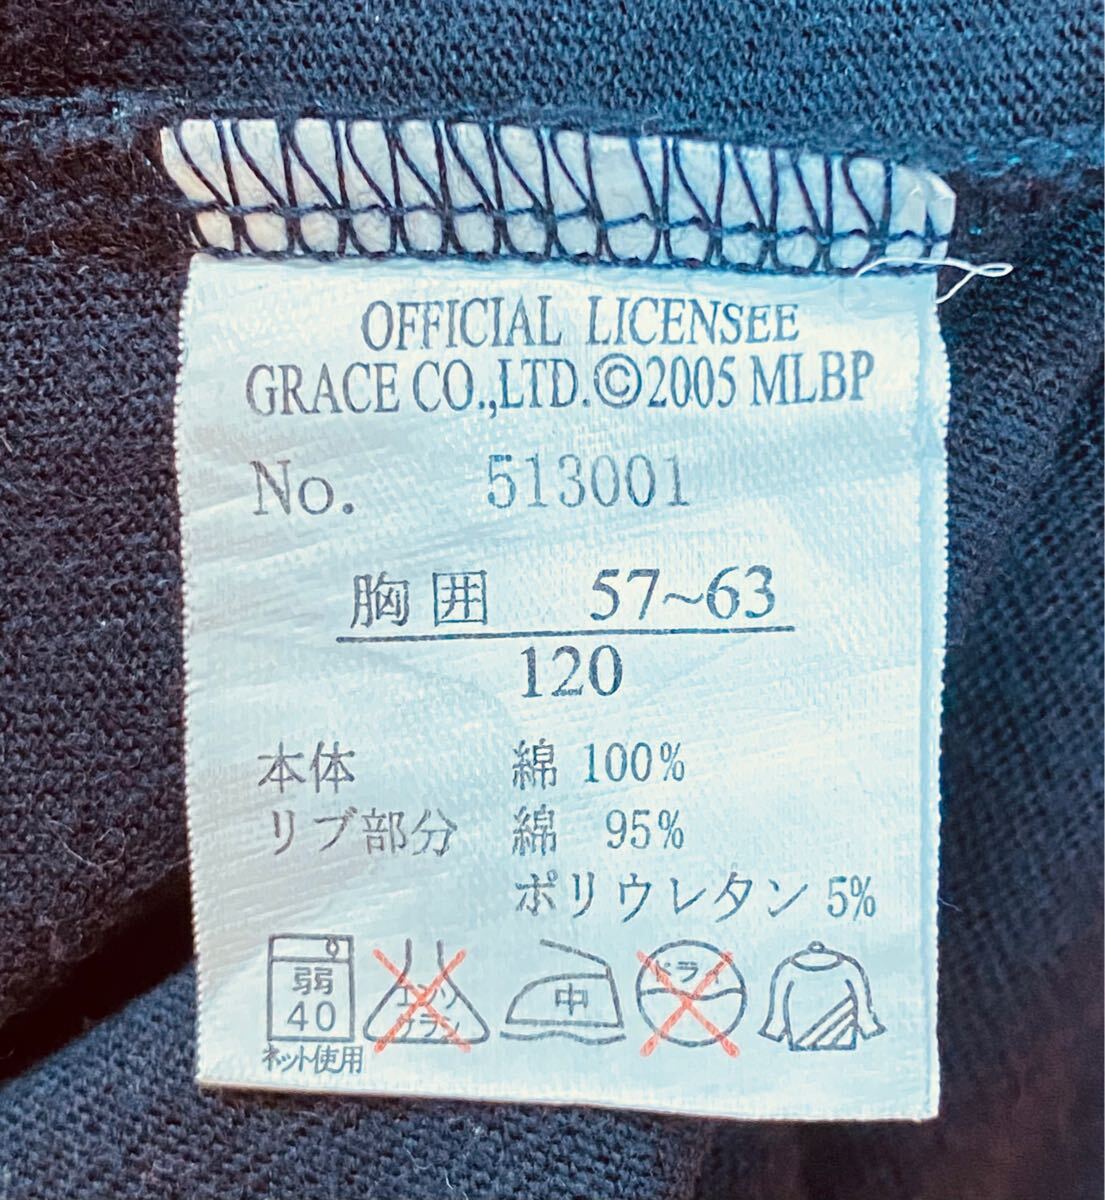 OFFICIAL LICENSEE
GRACE CO.,LTD.©2005 MLBP
No. 513001
胸囲 57~63
120
本体 綿 100%
リブ部分 綿 95%
ポリウレタン 5%
弱
40
ネット使用
エンソ
サラシ
中
ドライ